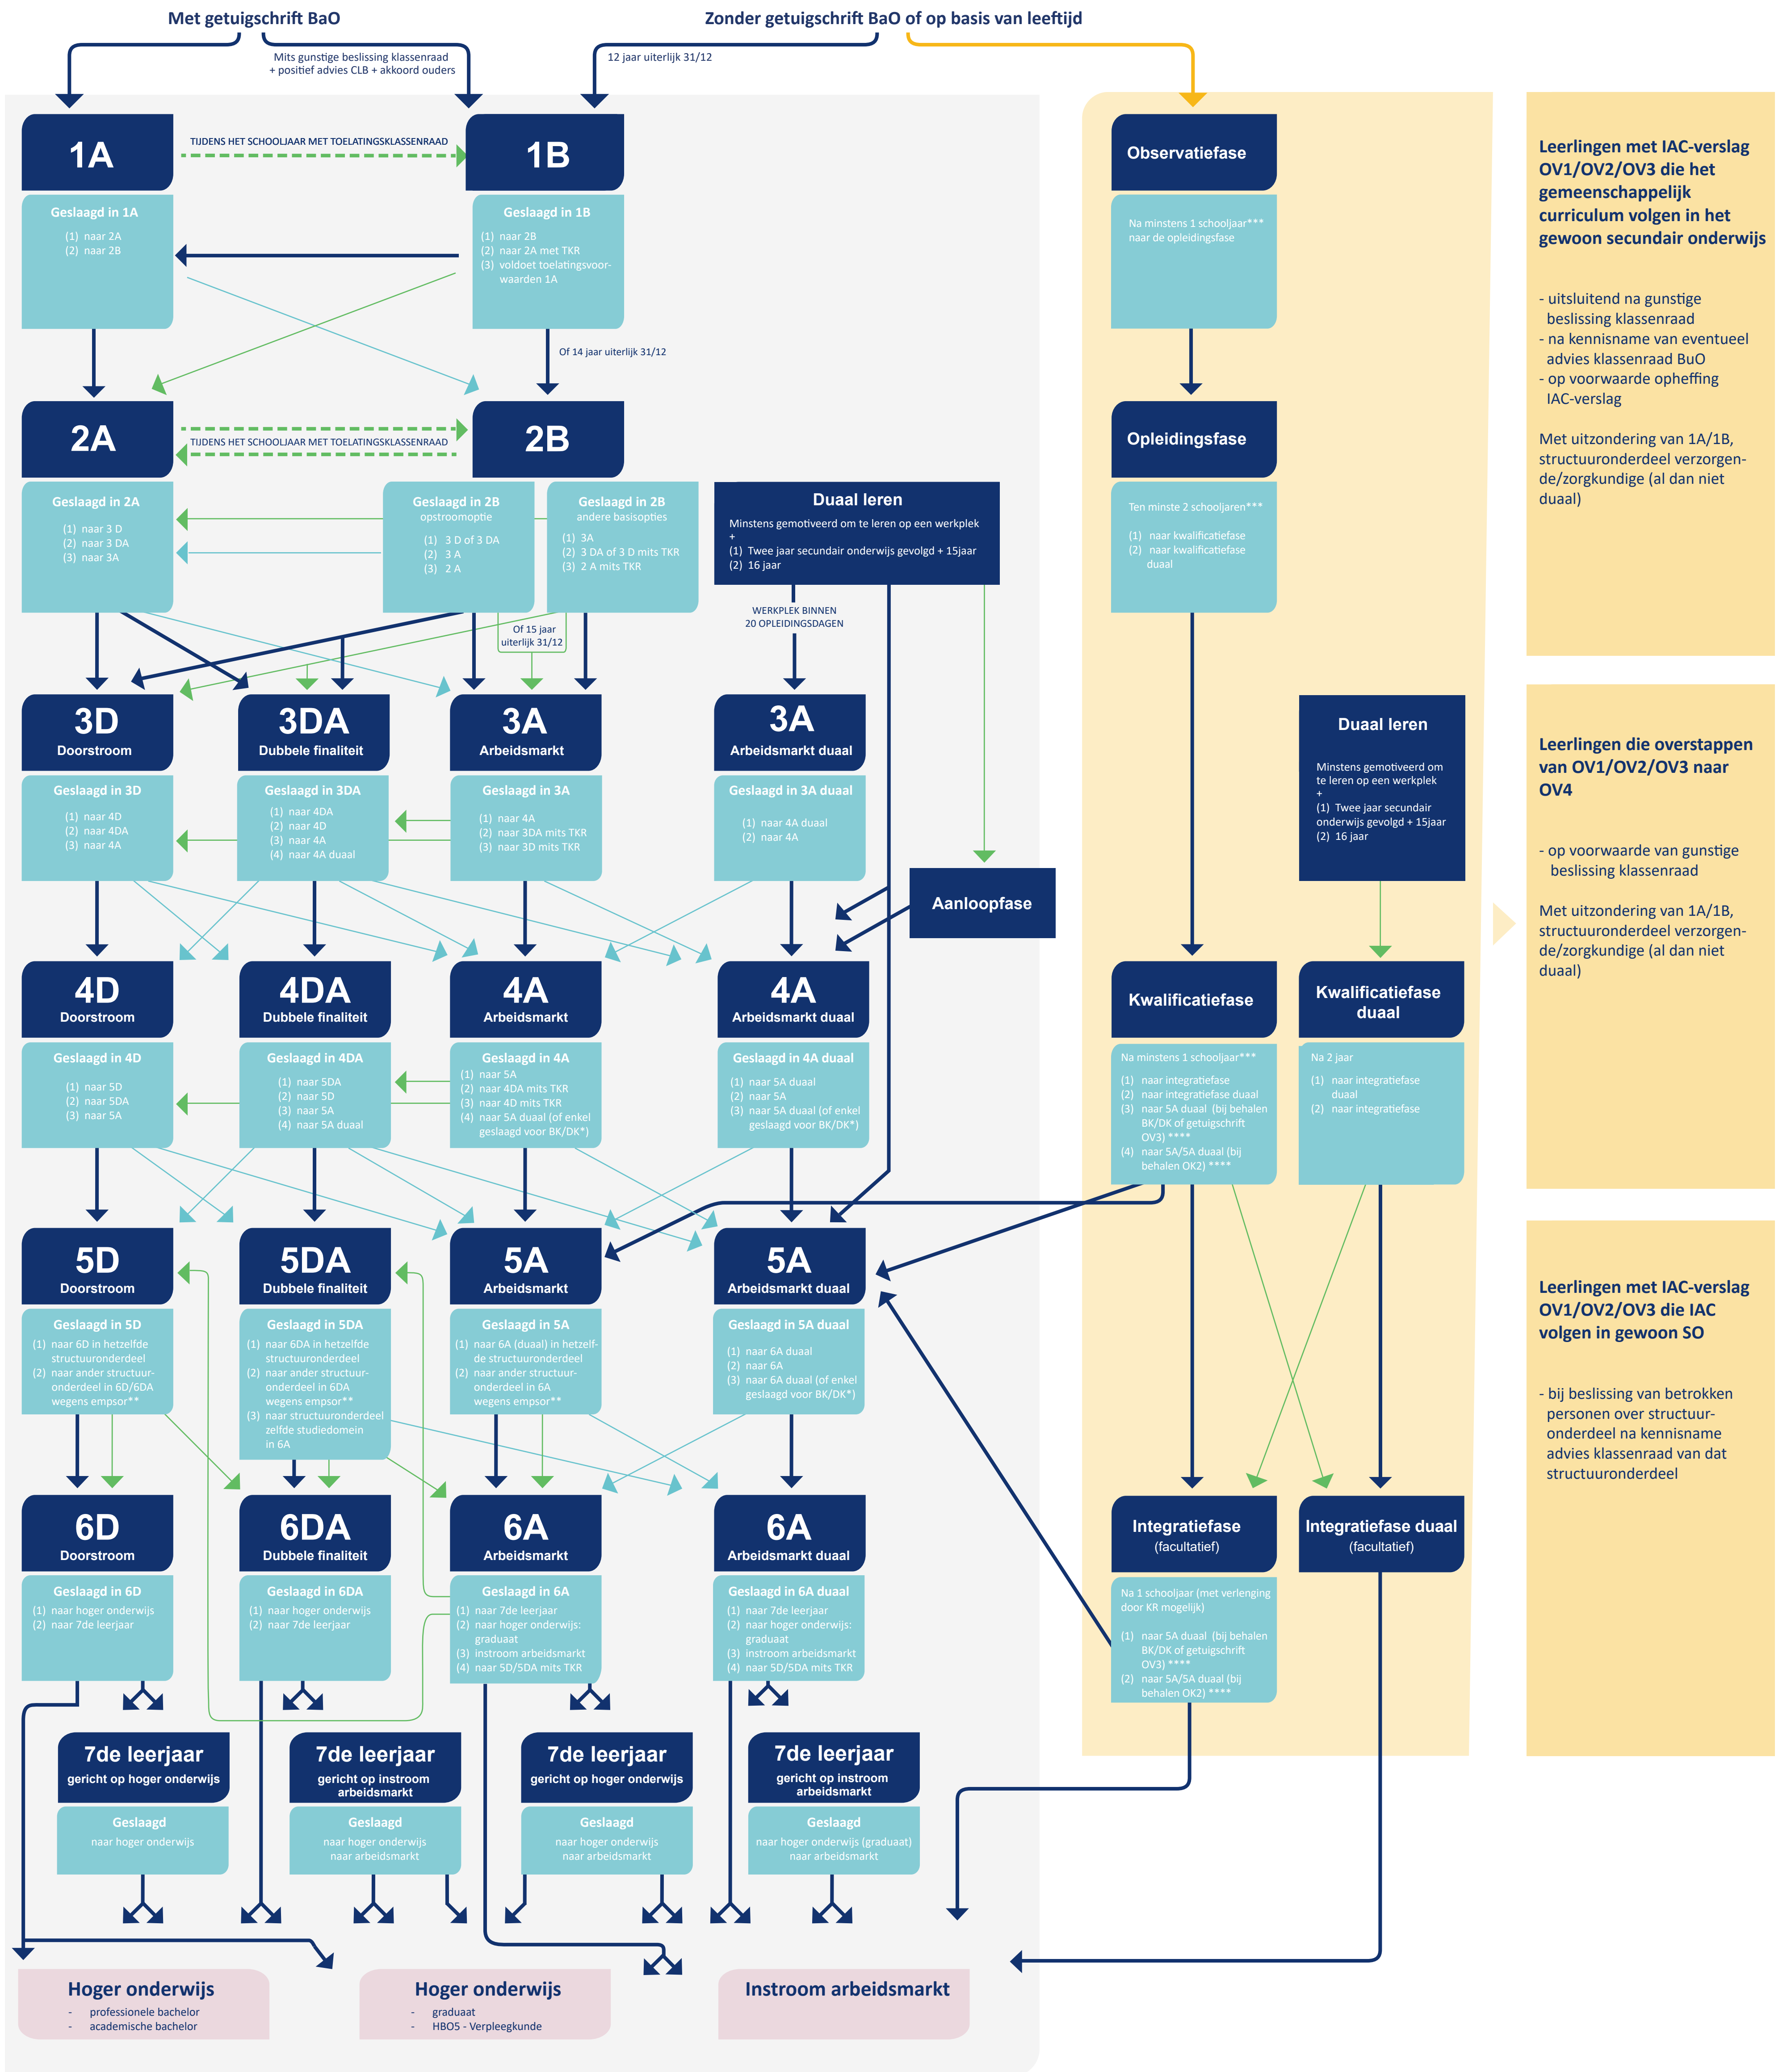 Met getuigschrift BaO
Zonder getuigschrift BaO of op basis van leeftijd
Mits gunstige beslissing klassenraad
+ positief advies CLB + akkoord ouders
12 jaar uiterlijk 31/12
1A
TIJDENS HET SCHOOLJAAR MET TOELATINGSKLASSENRAAD
1B
Geslaagd in 1A
(1) naar 2A
(2) naar 2B
Geslaagd in 1B
(1) naar 2B
(2) naar 2A met TKR
(3) voldoet toelatingsvoor-
waarden 1A
Of 14 jaar uiterlijk 31/12
2A
TIJDENS HET SCHOOLJAAR MET TOELATINGSKLASSENRAAD
2B
Geslaagd in 2A
(1) naar 3 D
(2) naar 3 DA
(3) naar 3A
Geslaagd in 2B
opstroomoptie
(1) 3 D of 3 DA
(2) 3 A
(3) 2 A
Geslaagd in 2B
andere basisopties
(1) 3A
(2) 3 DA of 3 D mits TKR
(3) 2 A mits TKR
Duaal leren
Minstens gemotiveerd om te leren op een werkplek
+
(1) Twee jaar secundair onderwijs gevolgd + 15jaar
(2) 16 jaar
WERKPLEK BINNEN
20 OPLEIDINGSDAGEN
Of 15 jaar
uiterlijk 31/12
3D
Doorstroom
3DA
Dubbele finaliteit
3A
Arbeidsmarkt
3A
Arbeidsmarkt duaal
Geslaagd in 3D
(1) naar 4D
(2) naar 4DA
(3) naar 4A
Geslaagd in 3DA
(1) naar 4DA
(2) naar 4D
(3) naar 4A
(4) naar 4A duaal
Geslaagd in 3A
(1) naar 4A
(2) naar 3DA mits TKR
(3) naar 3D mits TKR
Geslaagd in 3A duaal
(1) naar 4A duaal
(2) naar 4A
Aanloopfase
4D
Doorstroom
4DA
Dubbele finaliteit
4A
Arbeidsmarkt
4A
Arbeidsmarkt duaal
Geslaagd in 4D
(1) naar 5D
(2) naar 5DA
(3) naar 5A
Geslaagd in 4DA
(1) naar 5DA
(2) naar 5D
(3) naar 5A
(4) naar 5A duaal
Geslaagd in 4A
(1) naar 5A
(2) naar 4DA mits TKR
(3) naar 4D mits TKR
(4) naar 5A duaal (of enkel
geslaagd voor BK/DK*)
Geslaagd in 4A duaal
(1) naar 5A duaal
(2) naar 5A
(3) naar 5A duaal (of enkel
geslaagd voor BK/DK*)
5D
Doorstroom
5DA
Dubbele finaliteit
5A
Arbeidsmarkt
5A
Arbeidsmarkt duaal
Geslaagd in 5D
(1) naar 6D in hetzelfde
structuuronderdeel
(2) naar ander structuur-
onderdeel in 6D/6DA
wegens empsor**
Geslaagd in 5DA
(1) naar 6DA in hetzelfde
structuuronderdeel
(2) naar ander structuur-
onderdeel in 6DA
wegens empsor**
(3) naar structuuronderdeel
zelfde studiedomein
in 6A
Geslaagd in 5A
(1) naar 6A (duaal) in hetzelf-
de structuuronderdeel
(2) naar ander structuur-
onderdeel in 6A
wegens empsor**
Geslaagd in 5A duaal
(1) naar 6A duaal
(2) naar 6A
(3) naar 6A duaal (of enkel
geslaagd voor BK/DK*)
6D
Doorstroom
6DA
Dubbele finaliteit
6A
Arbeidsmarkt
6A
Arbeidsmarkt duaal
Geslaagd in 6D
(1) naar hoger onderwijs
(2) naar 7de leerjaar
Geslaagd in 6DA
(1) naar hoger onderwijs
(2) naar 7de leerjaar
Geslaagd in 6A
(1) naar 7de leerjaar
(2) naar hoger onderwijs:
graduaat
(3) instroom arbeidsmarkt
(4) naar 5D/5DA mits TKR
Geslaagd in 6A duaal
(1) naar 7de leerjaar
(2) naar hoger onderwijs:
graduaat
(3) instroom arbeidsmarkt
(4) naar 5D/5DA mits TKR
7de leerjaar
gericht op hoger onderwijs
7de leerjaar
gericht op instroom
arbeidsmarkt
7de leerjaar
gericht op hoger onderwijs
7de leerjaar
gericht op instroom
arbeidsmarkt
Geslaagd
naar hoger onderwijs
Geslaagd
naar hoger onderwijs
naar arbeidsmarkt
Geslaagd
naar hoger onderwijs
naar arbeidsmarkt
Geslaagd
naar hoger onderwijs (graduaat)
naar arbeidsmarkt
Hoger onderwijs
- professionele bachelor
- academische bachelor
Hoger onderwijs
- graduaat
- HBO5 - Verpleegkunde
Instroom arbeidsmarkt
Observatiefase
Na minstens 1 schooljaar***
naar de opleidingsfase
Opleidingsfase
Ten minste 2 schooljaren***
(1) naar kwalificatiefase
(2) naar kwalificatiefase
duaal
Duaal leren
Minstens gemotiveerd om
te leren op een werkplek
+
(1) Twee jaar secundair
onderwijs gevolgd + 15jaar
(2) 16 jaar
Kwalificatiefase
Kwalificatiefase
duaal
Na minstens 1 schooljaar***
(1) naar integratiefase
(2) naar integratiefase duaal
(3) naar 5A duaal (bij behalen
BK/DK of getuigschrift
OV3) ****
(4) naar 5A/5A duaal (bij
behalen OK2) ****
Na 2 jaar
(1) naar integratiefase
duaal
(2) naar integratiefase
Integratiefase
(facultatief)
Integratiefase duaal
(facultatief)
Na 1 schooljaar (met verlenging
door KR mogelijk)
(1) naar 5A duaal (bij behalen
BK/DK of getuigschrift
OV3) ****
(2) naar 5A/5A duaal (bij
behalen OK2) ****
Leerlingen met IAC-verslag
OV1/OV2/OV3 die het
gemeenschappelijk
curriculum volgen in het
gewoon secundair onderwijs
- uitsluitend na gunstige
beslissing klassenraad
- na kennisname van eventueel
advies klassenraad BuO
- op voorwaarde opheffing
IAC-verslag
Met uitzondering van 1A/1B,
structuuronderdeel verzorgen-
de/zorgkundige (al dan niet
duaal)
Leerlingen die overstappen
van OV1/OV2/OV3 naar
OV4
- op voorwaarde van gunstige
beslissing klassenraad
Met uitzondering van 1A/1B,
structuuronderdeel verzorgen-
de/zorgkundige (al dan niet
duaal)
Leerlingen met IAC-verslag
OV1/OV2/OV3 die IAC
volgen in gewoon SO
- bij beslissing van betrokken
personen over structuur-
onderdeel na kennisname
advies klassenraad van dat
structuuronderdeel